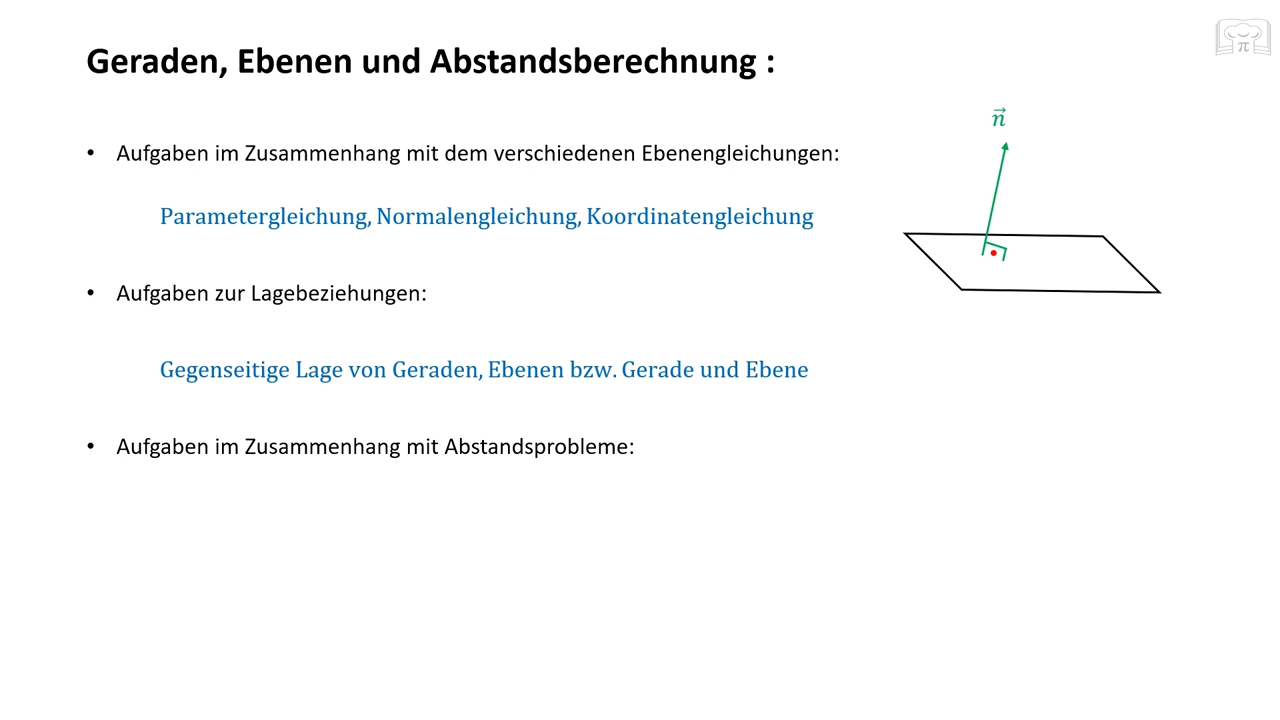 Geraden, Ebenen und Abstandsberechnung :
• Aufgaben im Zusammenhang mit dem verschiedenen Ebenengleichungen:
Parametergleichung, Normalengleichung, Koordinatengleichung
• Aufgaben zur Lagebeziehungen:
Gegenseitige Lage von Geraden, Ebenen bzw. Gerade und Ebene
• Aufgaben im Zusammenhang mit Abstandsprobleme:
n⃗
π